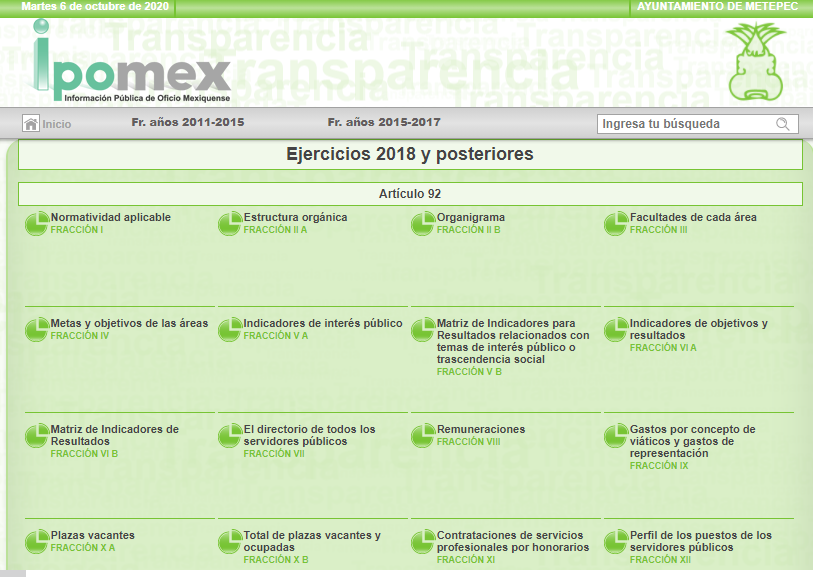 Martes 6 de octubre de 2020
AYUNTAMIENTO DE METEPEC
Transparencia
Transparencia
Transparencia
ipomex
Información Pública de Oficio Mexiquense
Inicio
Fr. años 2011-2015
Fr. años 2015-2017
Ingresa tu búsqueda
Ejercicios 2018 y posteriores
Artículo 92
Normatividad aplicable
FRACCIÓN I
Estructura orgánica
FRACCIÓN II A
Organigrama
FRACCIÓN II B
Facultades de cada área
FRACCIÓN III
Metas y objetivos de las áreas
FRACCIÓN IV
Indicadores de interés público
FRACCIÓN V A
Matriz de Indicadores para
Resultados relacionados con
temas de interés público o
trascendencia social
FRACCIÓN V B
Indicadores de objetivos y
resultados
FRACCIÓN VI A
Matriz de Indicadores de
Resultados
FRACCIÓN VI B
El directorio de todos los
servidores públicos
FRACCIÓN VII
Remuneraciones
FRACCIÓN VIII
Gastos por concepto de
viáticos y gastos de
representación
FRACCIÓN IX
Plazas vacantes
FRACCIÓN X A
Total de plazas vacantes y
ocupadas
FRACCIÓN X B
Contrataciones de servicios
profesionales por honorarios
FRACCIÓN XI
Perfil de los puestos de los
servidores públicos
FRACCIÓN XII